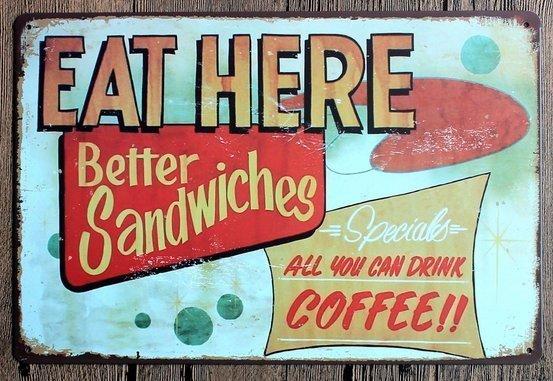 EAT HERE
Better
Sandwiches
Specials
ALL YOU CAN DRINK
COFFEE!!